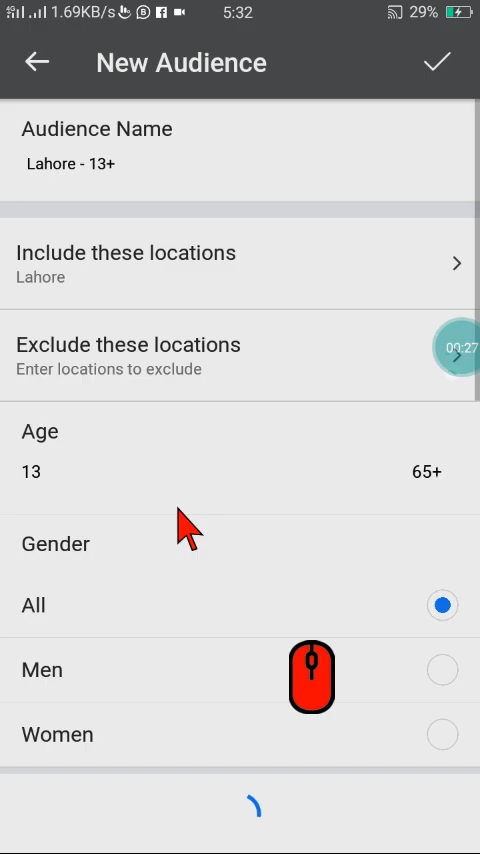 4G 1.69KB/s 5:32 29%
New Audience
Audience Name
Lahore - 13+
Include these locations
Lahore
Exclude these locations
00:27
Enter locations to exclude
Age
13 65+
Gender
All
Men
Women